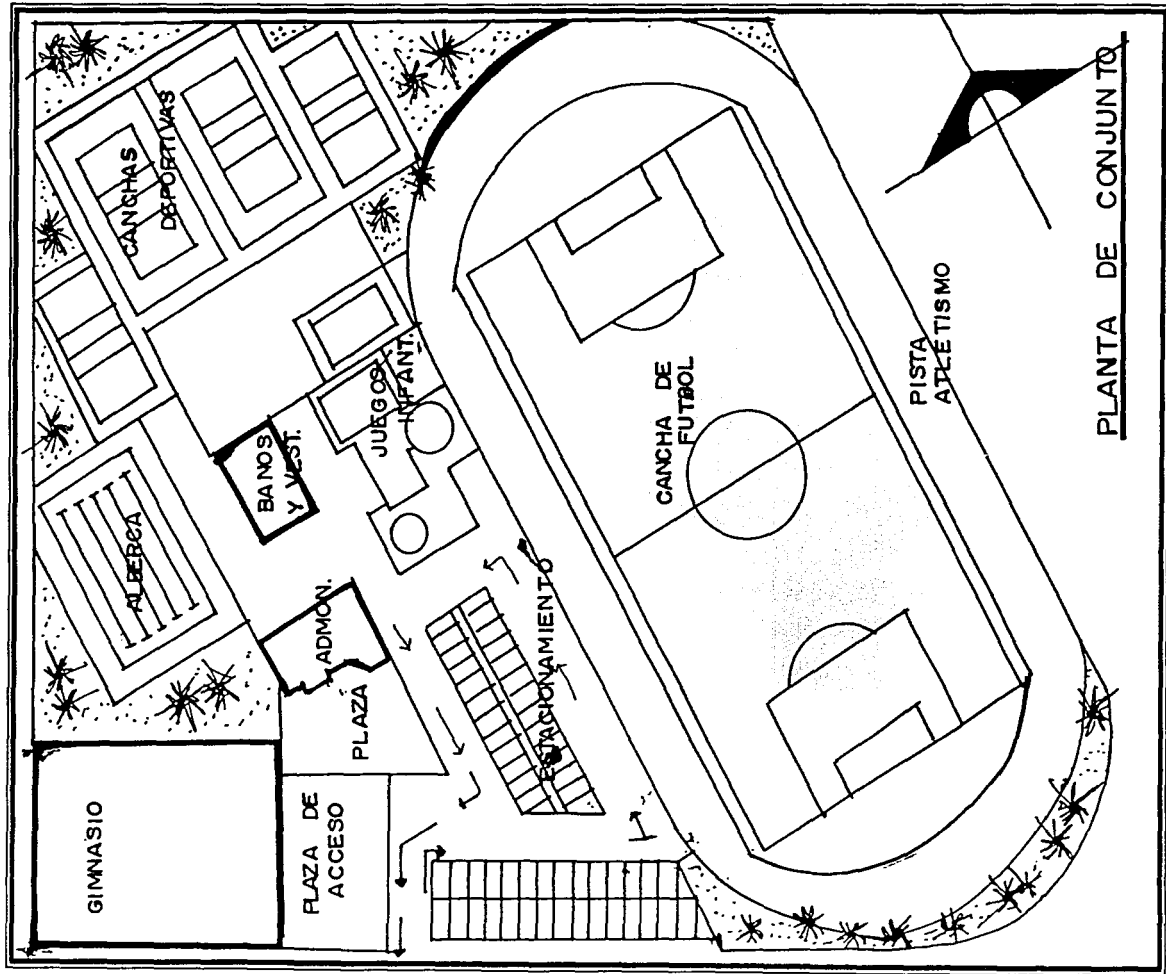 GIMNASIO
PLAZA DE
ACCESO
PLAZA
ADMON.
ALBERCA
BANOS
Y VEST.
JUEGOS
INFANT.
CANCHAS
DEPORTIVAS
ESTACIONAMIENTO
CANCHA DE
FUTBOL
PISTA
ATLETISMO
PLANTA DE CONJUNTO